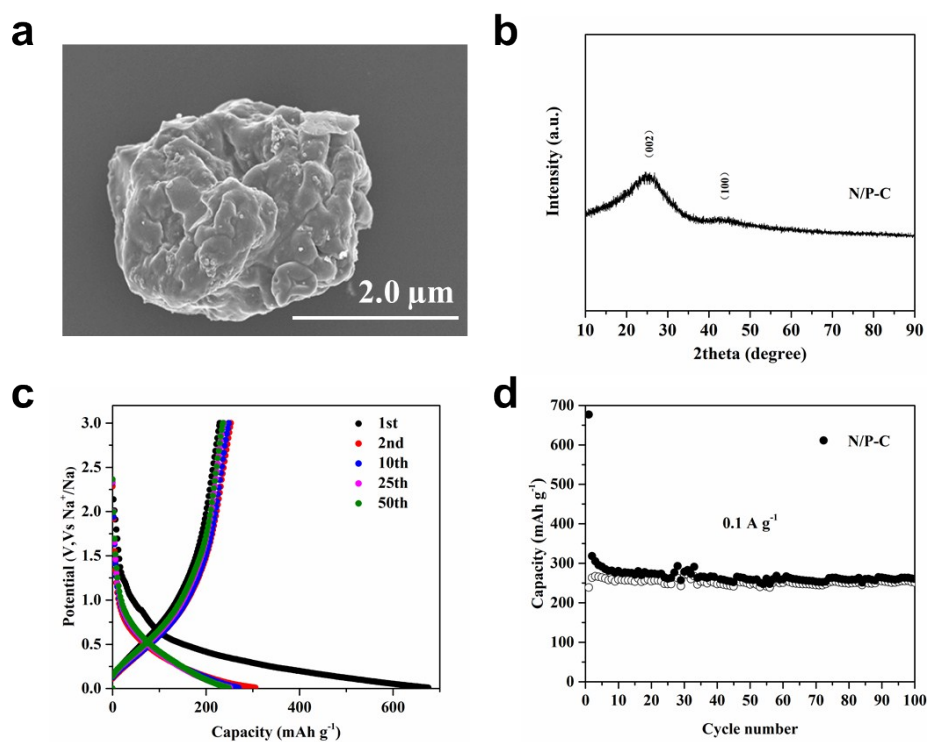 a
2.0 μm
b
Intensity (a.u.)
(002)
(100)
N/P-C
10 20 30 40 50 60 70 80 90
2theta (degree)
c
Potential (V,Vs Na⁺/Na)
3.0
2.5
2.0
1.5
1.0
0.5
0.0
1st
2nd
10th
25th
50th
0 200 400 600
Capacity (mAh g⁻¹)
d
Capacity (mAh g⁻¹)
700
600
500
400
300
200
100
0
N/P-C
0.1 A g⁻¹
0 10 20 30 40 50 60 70 80 90 100
Cycle number